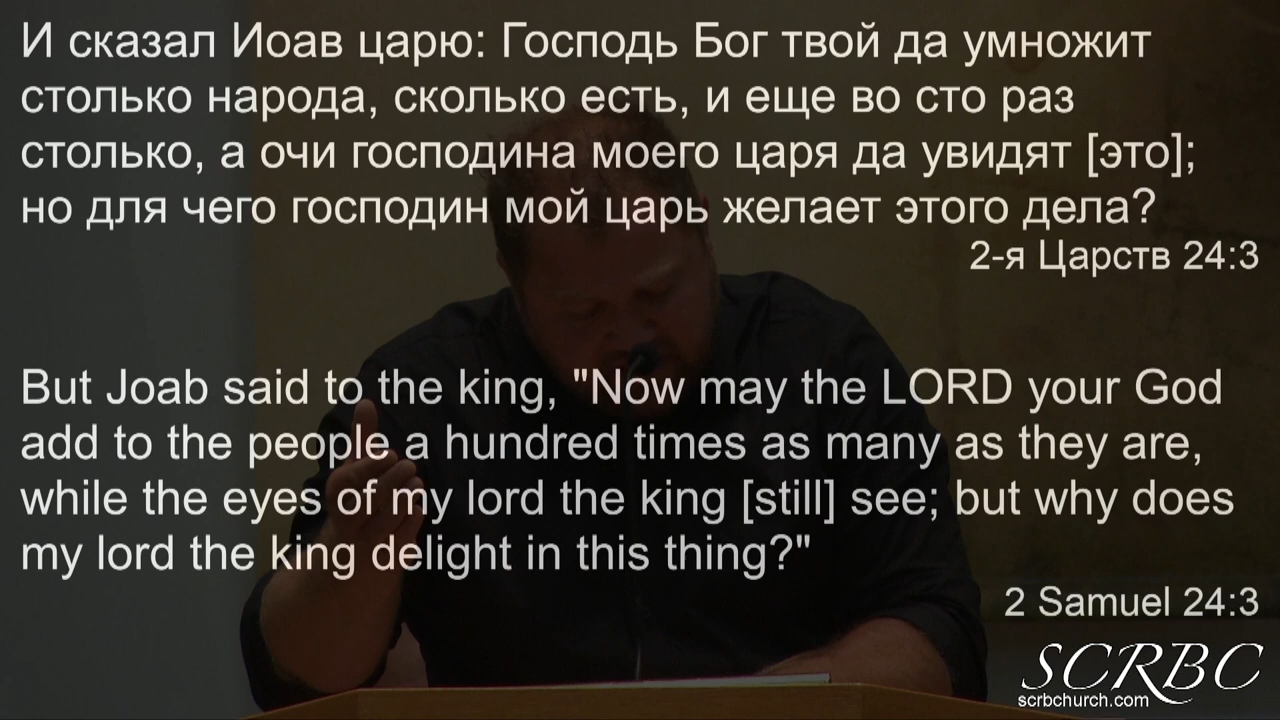 И сказал Иоав царю: Господь Бог твой да умножит
столько народа, сколько есть, и еще во сто раз
столько, а очи господина моего царя да увидят [это];
но для чего господин мой царь желает этого дела?
2-я Царств 24:3
But Joab said to the king, "Now may the LORD your God
add to the people a hundred times as many as they are,
while the eyes of my lord the king [still] see; but why does
my lord the king delight in this thing?"
2 Samuel 24:3
SCRBC
scrbchurch.com